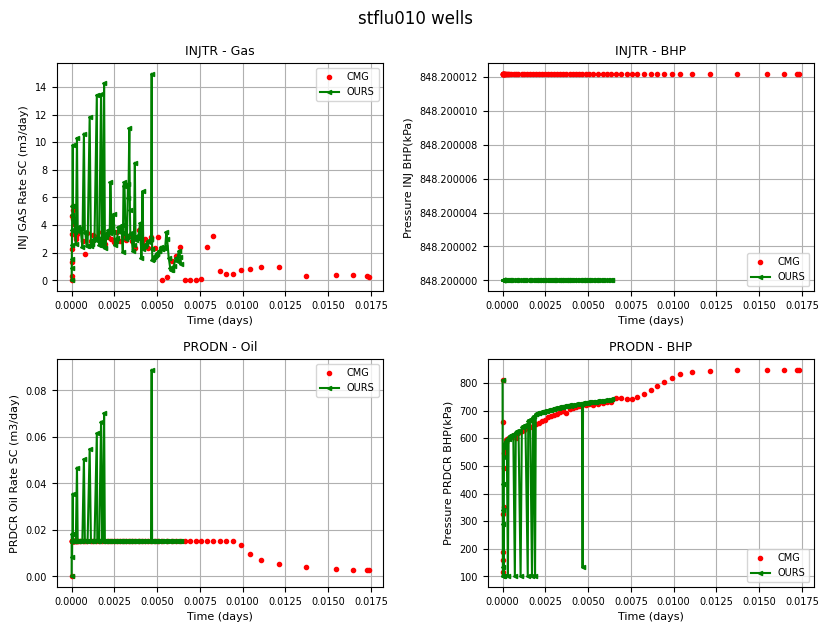 stflu010 wells
INJTR - Gas
INJ GAS Rate SC (m3/day)
14
12
10
8
6
4
2
0
CMG
OURS
0.0000 0.0025 0.0050 0.0075 0.0100 0.0125 0.0150 0.0175
Time (days)
INJTR - BHP
Pressure INJ BHP(kPa)
848.200012
848.200010
848.200008
848.200006
848.200004
848.200002
848.200000
CMG
OURS
0.0000 0.0025 0.0050 0.0075 0.0100 0.0125 0.0150 0.0175
Time (days)
PRODN - Oil
PRDCR Oil Rate SC (m3/day)
0.08
0.06
0.04
0.02
0.00
CMG
OURS
0.0000 0.0025 0.0050 0.0075 0.0100 0.0125 0.0150 0.0175
Time (days)
PRODN - BHP
Pressure PRDCR BHP(kPa)
800
700
600
500
400
300
200
100
CMG
OURS
0.0000 0.0025 0.0050 0.0075 0.0100 0.0125 0.0150 0.0175
Time (days)